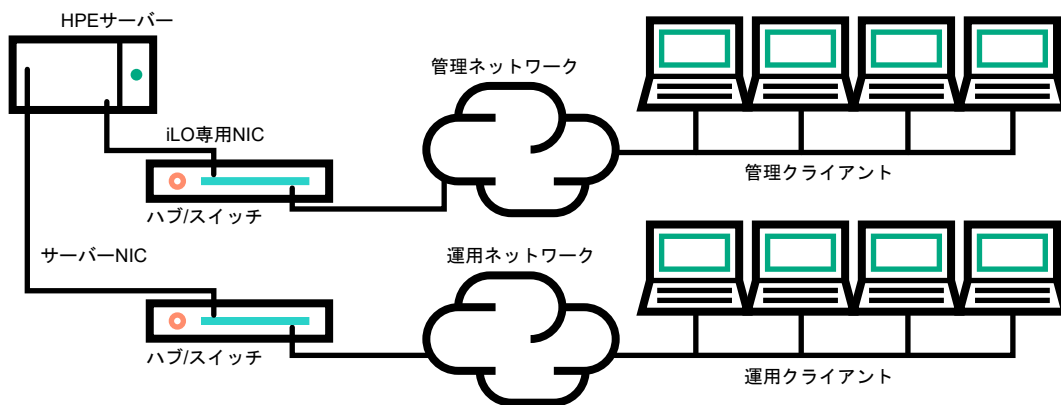 HPEサーバー
管理ネットワーク
iLO専用NIC
管理クライアント
ハブ/スイッチ
サーバーNIC
運用ネットワーク
ハブ/スイッチ
運用クライアント